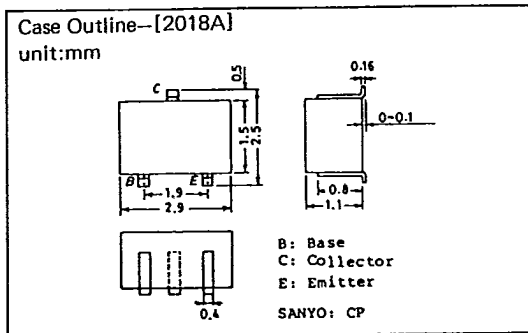 Case Outline—[2018A]
unit:mm
C
0.5
1.5
2.5
B
E
1.9
2.9
0.16
0~0.1
0.8
1.1
0.4
B: Base
C: Collector
E: Emitter
SANYO: CP